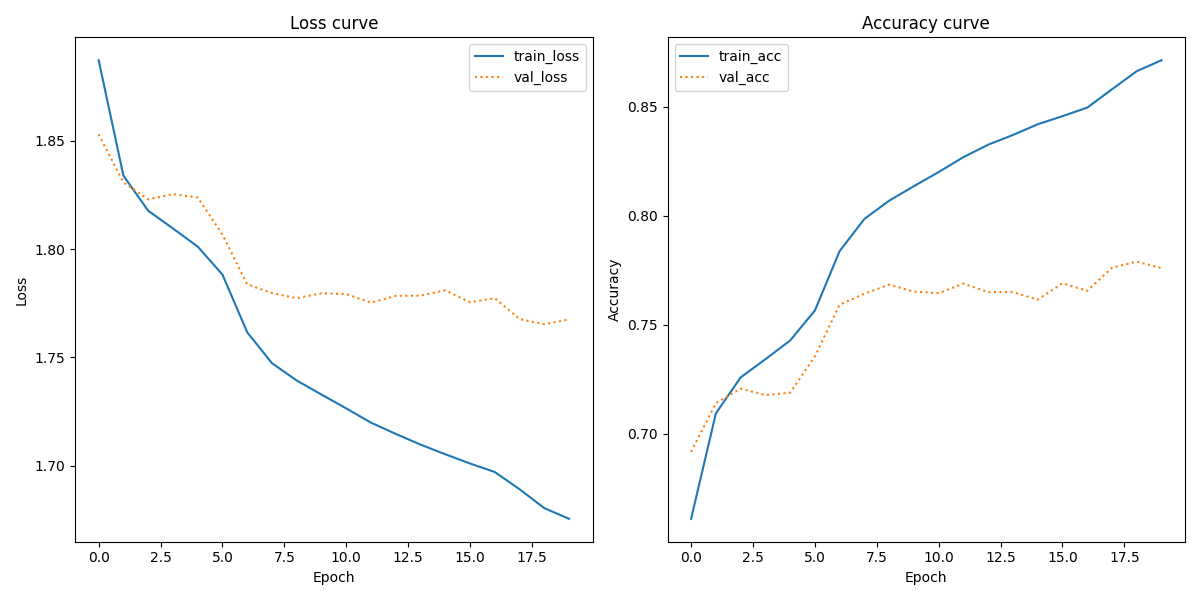 Loss curve
train_loss
val_loss
1.85
1.80
1.75
1.70
Loss
0.0 2.5 5.0 7.5 10.0 12.5 15.0 17.5
Epoch
Accuracy curve
train_acc
val_acc
0.85
0.80
0.75
0.70
Accuracy
0.0 2.5 5.0 7.5 10.0 12.5 15.0 17.5
Epoch